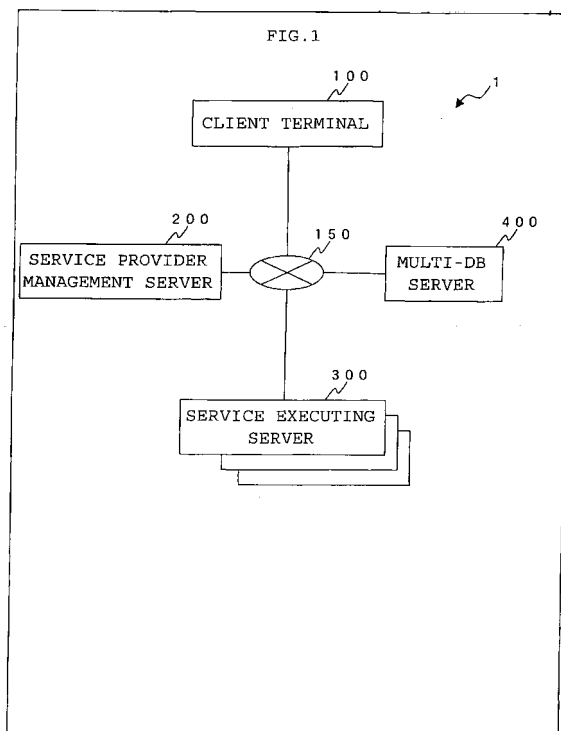 FIG.1
100
1
CLIENT TERMINAL
200
150
400
SERVICE PROVIDER
MANAGEMENT SERVER
MULTI-DB
SERVER
300
SERVICE EXECUTING
SERVER